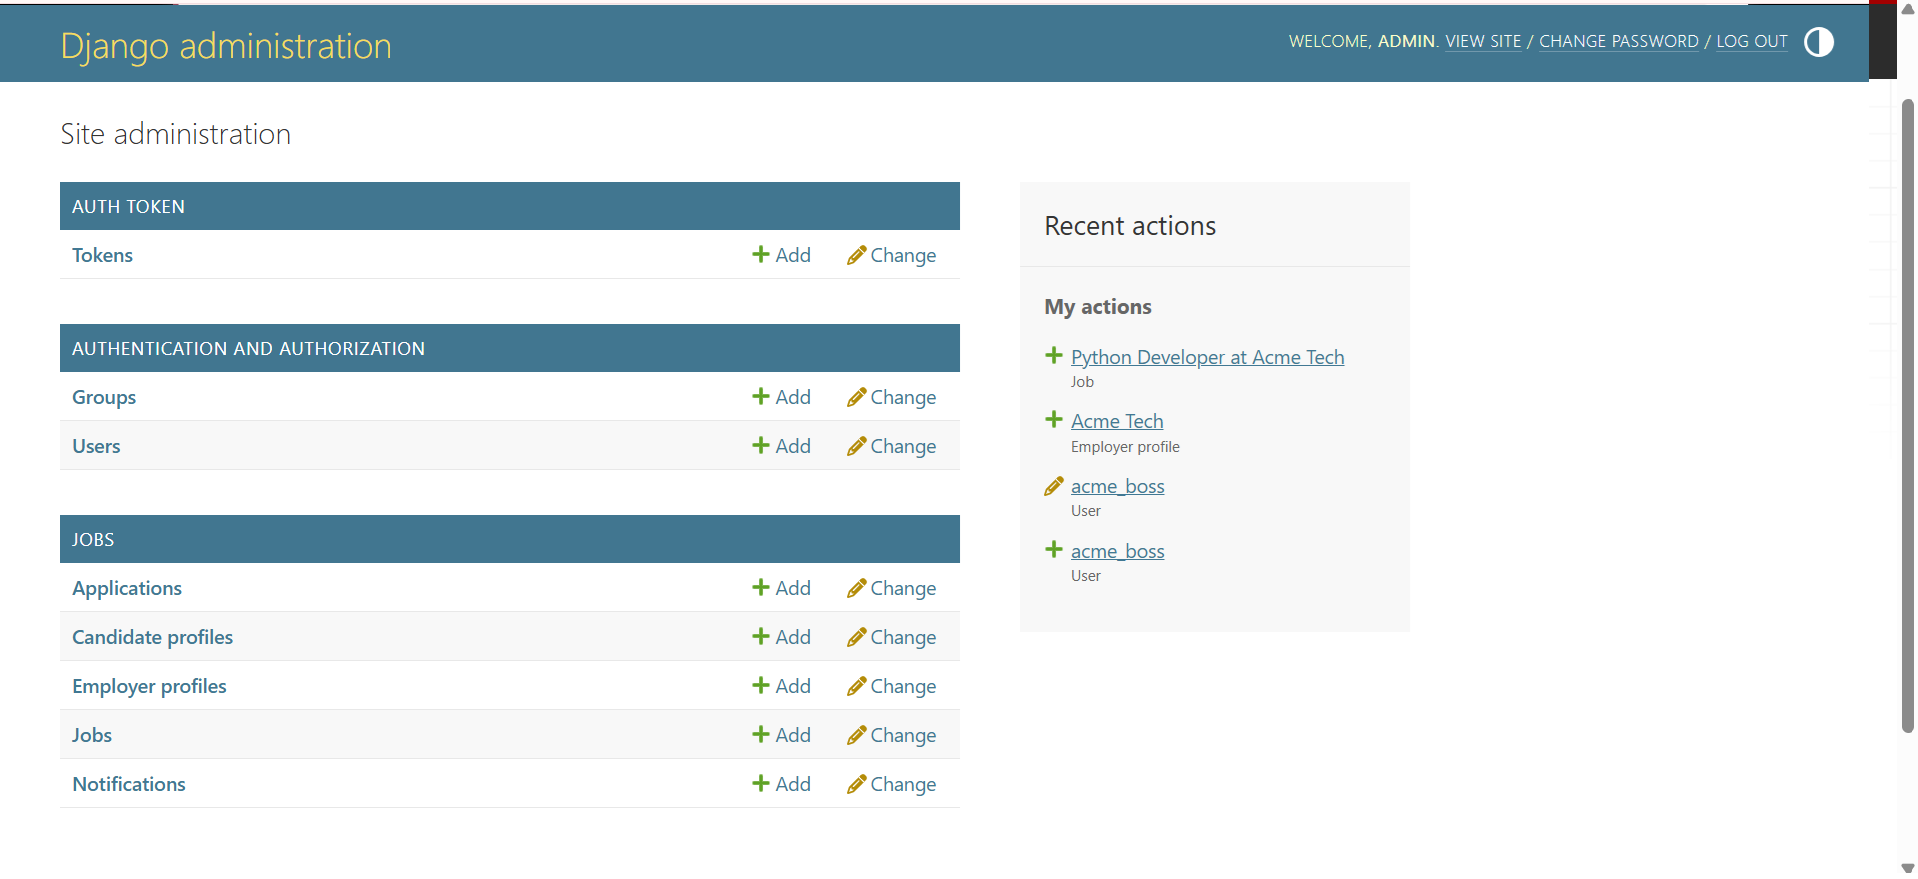 Django administration
WELCOME, ADMIN. VIEW SITE / CHANGE PASSWORD / LOG OUT
Site administration
AUTH TOKEN
Tokens Add Change
AUTHENTICATION AND AUTHORIZATION
Groups Add Change
Users Add Change
JOBS
Applications Add Change
Candidate profiles Add Change
Employer profiles Add Change
Jobs Add Change
Notifications Add Change
Recent actions
My actions
Python Developer at Acme Tech
Job
Acme Tech
Employer profile
acme_boss
User
acme_boss
User